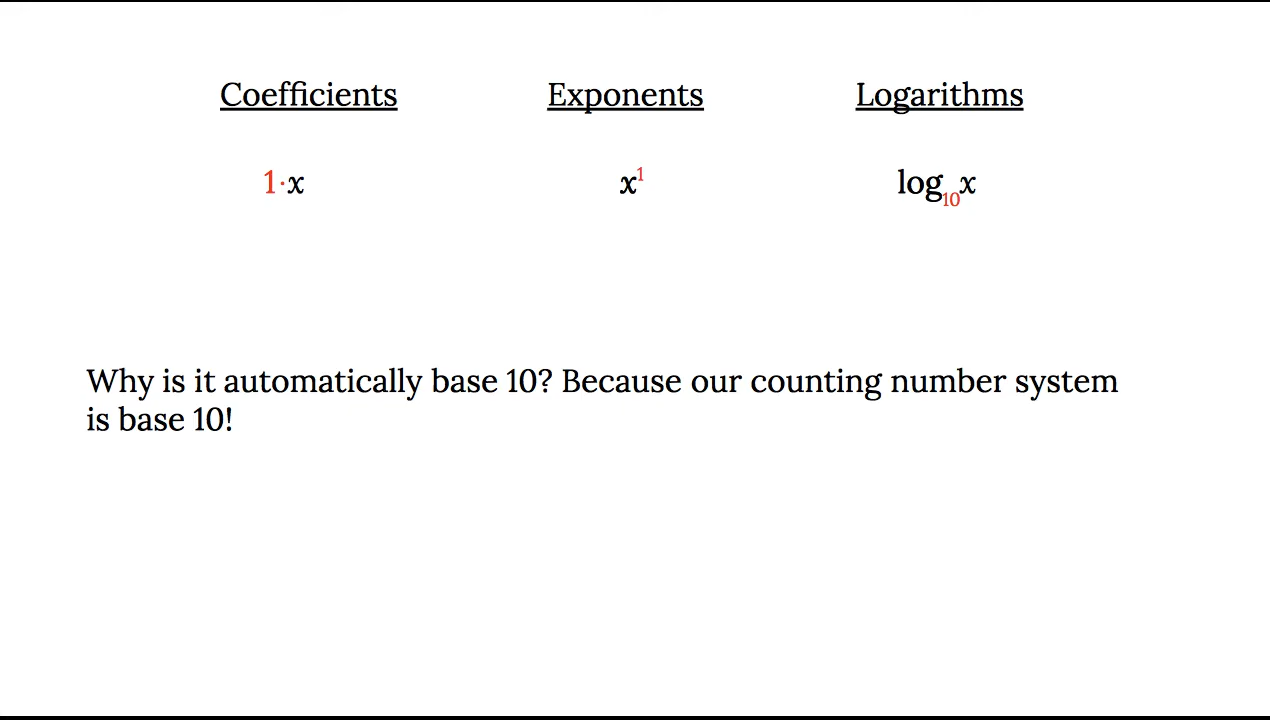 Coefficients Exponents Logarithms
1·x x¹ log₁₀x
Why is it automatically base 10? Because our counting number system
is base 10!